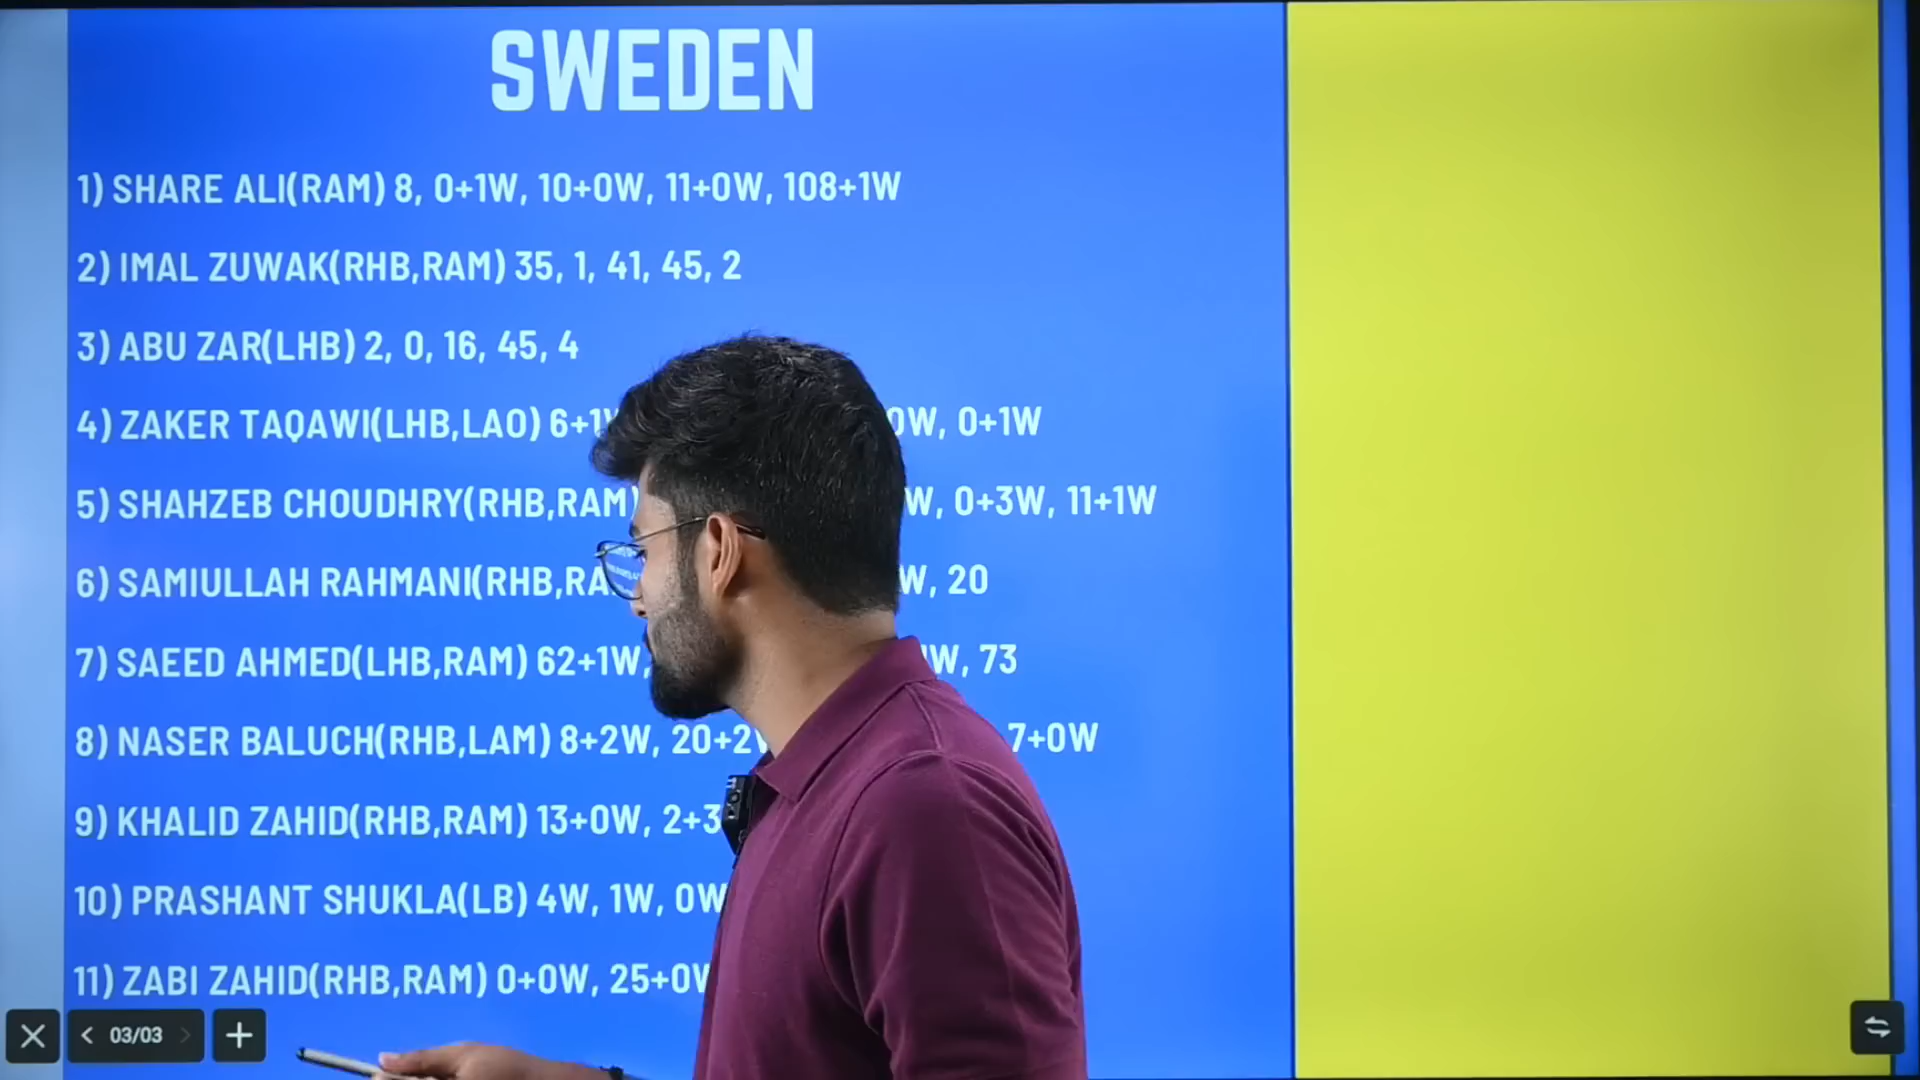 SWEDEN
1) SHARE ALI(RAM) 8, 0+1W, 10+0W, 11+0W, 108+1W
2) IMAL ZUWAK(RHB,RAM) 35, 1, 41, 45, 2
3) ABU ZAR(LHB) 2, 0, 16, 45, 4
4) ZAKER TAQAWI(LHB,LAO) 6+1 0W, 0+1W
5) SHAHZEB CHOUDHRY(RHB,RAM) W, 0+3W, 11+1W
6) SAMIULLAH RAHMANI(RHB, W, 20
7) SAEED AHMED(LHB,RAM) 62+1W, W, 73
8) NASER BALUCH(RHB,LAM) 8+2W, 20+2 7+0W
9) KHALID ZAHID(RHB,RAM) 13+0W, 2+3
10) PRASHANT SHUKLA(LB) 4W, 1W, 0W
11) ZABI ZAHID(RHB,RAM) 0+0W, 25+0
03/03